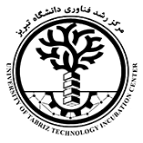 مرکز رشد فناوری دانشگاه تبریز
UNIVERSITY OF TABRIZ TECHNOLOGY INCUBATION CENTER